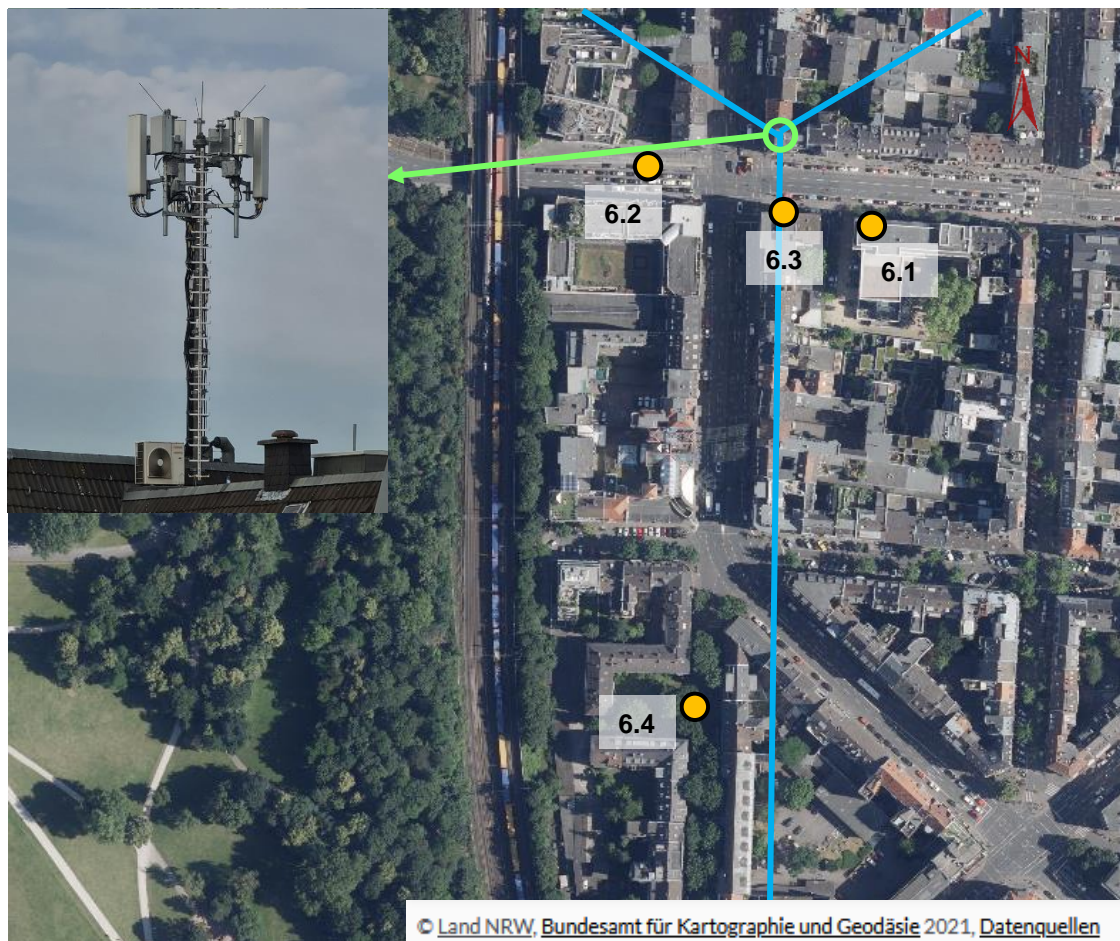 N
6.2
6.3
6.1
6.4
© Land NRW, Bundesamt für Kartographie und Geodäsie 2021, Datenquellen